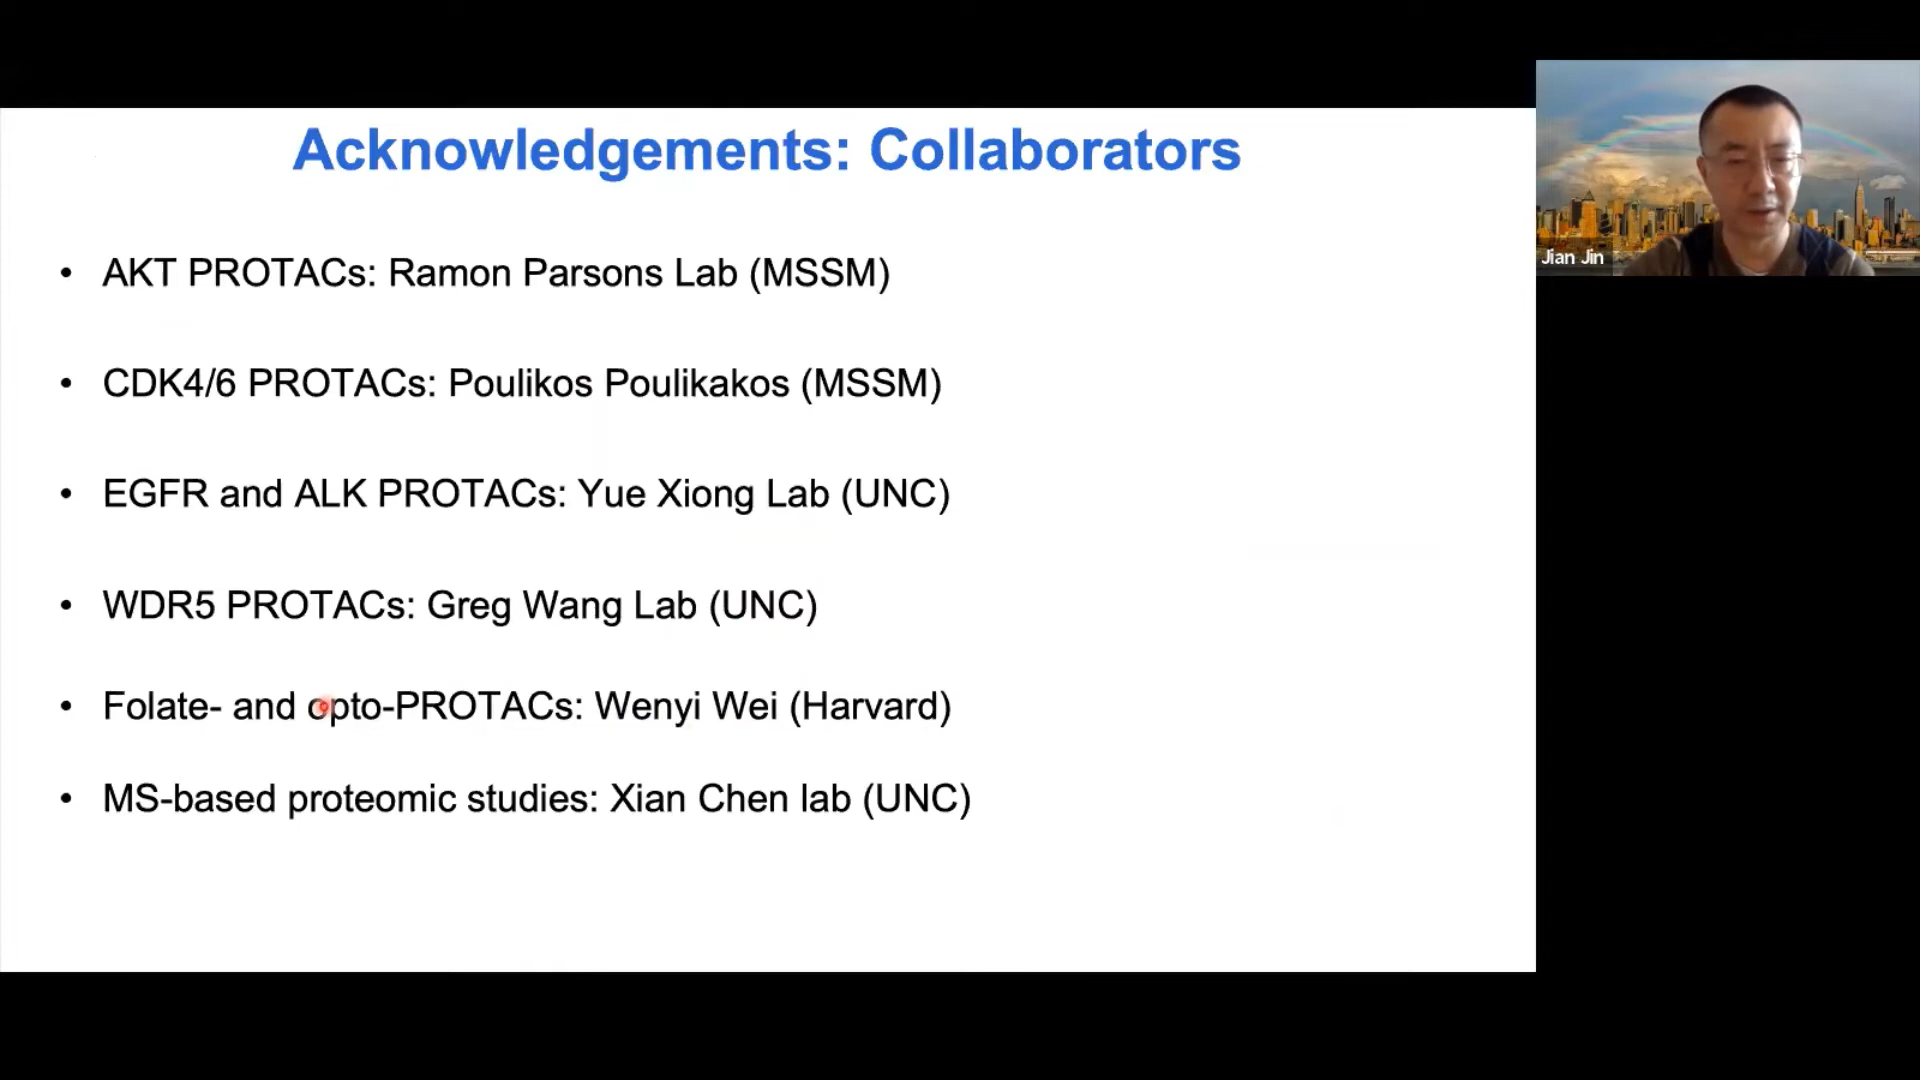 Acknowledgements: Collaborators
• AKT PROTACs: Ramon Parsons Lab (MSSM)
• CDK4/6 PROTACs: Poulikos Poulikakos (MSSM)
• EGFR and ALK PROTACs: Yue Xiong Lab (UNC)
• WDR5 PROTACs: Greg Wang Lab (UNC)
• Folate- and opto-PROTACs: Wenyi Wei (Harvard)
• MS-based proteomic studies: Xian Chen lab (UNC)
Jian Jin